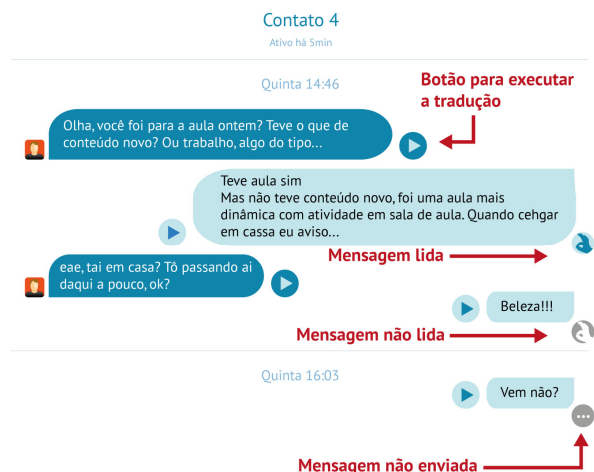 Contato 4
Ativo há 5min
Quinta 14:46
Botão para executar
a tradução
Olha, você foi para a aula ontem? Teve o que de
conteúdo novo? Ou trabalho, algo do tipo...
Teve aula sim
Mas não teve conteúdo novo, foi uma aula mais
dinâmica com atividade em sala de aula. Quando cehgar
em cassa eu aviso...
Mensagem lida
eae, tai em casa? Tô passando ai
daqui a pouco, ok?
Beleza!!!
Mensagem não lida
Quinta 16:03
Vem não?
Mensagem não enviada